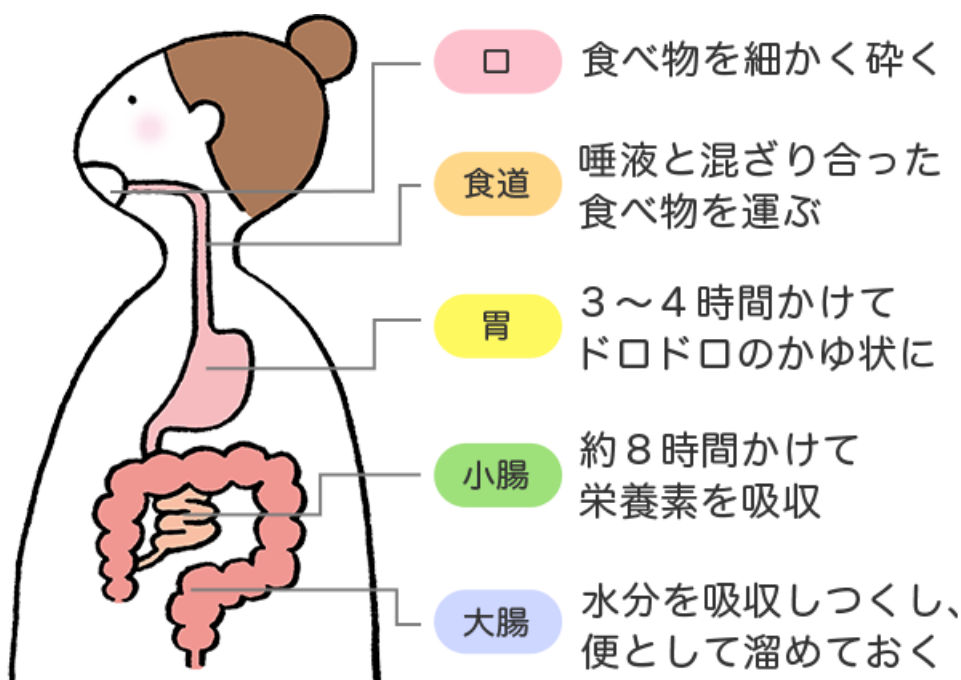 口
食べ物を細かく砕く
食道
唾液と混ざり合った
食べ物を運ぶ
胃
３〜４時間かけて
ドロドロのかゆ状に
小腸
約８時間かけて
栄養素を吸収
大腸
水分を吸収しつくし、
便として溜めておく